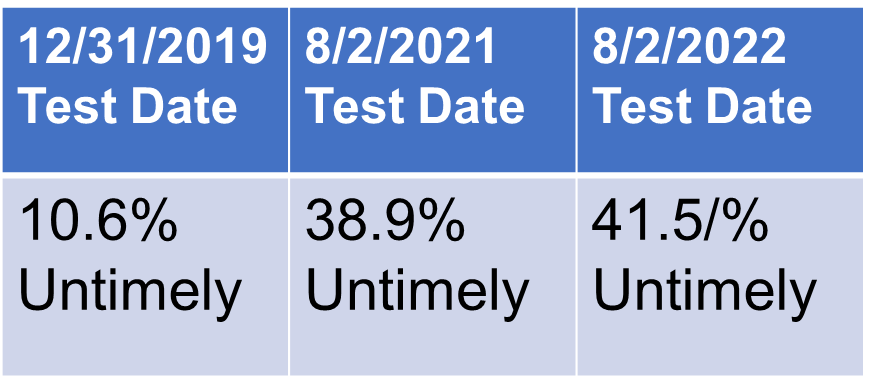 12/31/2019
Test Date
8/2/2021
Test Date
8/2/2022
Test Date
10.6%
Untimely
38.9%
Untimely
41.5/%
Untimely